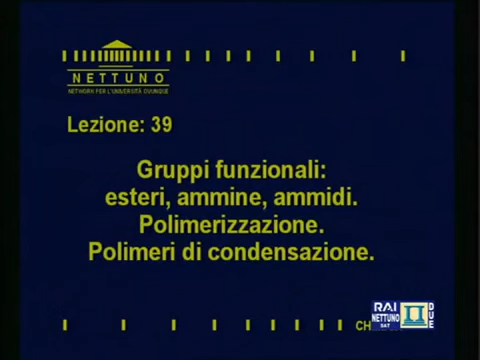 NETTUNO
NETWORK PER L'UNIVERSITÀ OVUNQUE
Lezione: 39
Gruppi funzionali:
esteri, ammine, ammidi.
Polimerizzazione.
Polimeri di condensazione.
RAI
NETTUNO
SAT
DUE